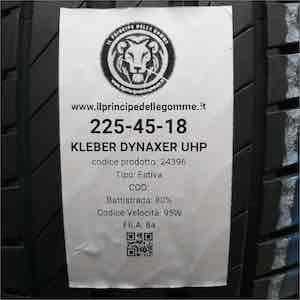 IL PRINCIPE DELLE GOMME
www.ilprincipedellegomme.it
225-45-18
KLEBER DYNAXER UHP
codice prodotto: 24396
Tipo: Estiva
COD:
Battistrada: 80%
Codice Velocità: 95W
FILA: 6a